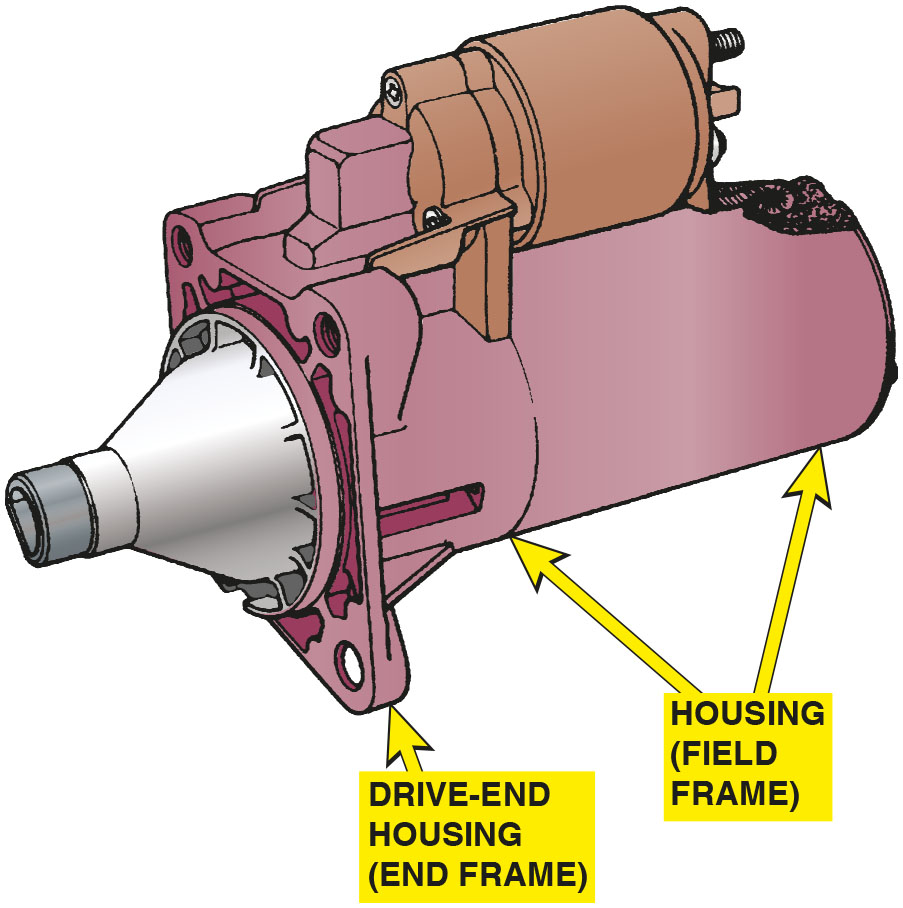 HOUSING
(FIELD
FRAME)
DRIVE-END
HOUSING
(END FRAME)